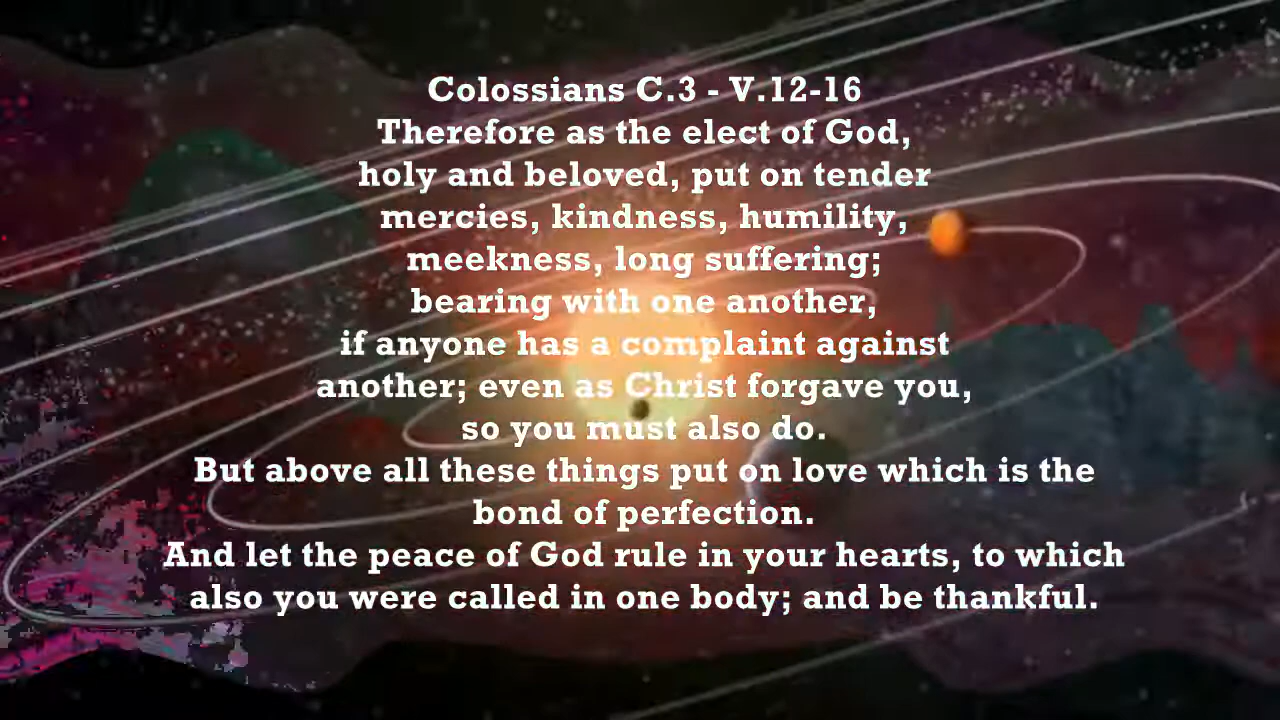 Colossians C.3 - V.12-16
Therefore as the elect of God,
holy and beloved, put on tender
mercies, kindness, humility,
meekness, long suffering;
bearing with one another,
if anyone has a complaint against
another; even as Christ forgave you,
so you must also do.
But above all these things put on love which is the
bond of perfection.
And let the peace of God rule in your hearts, to which
also you were called in one body; and be thankful.